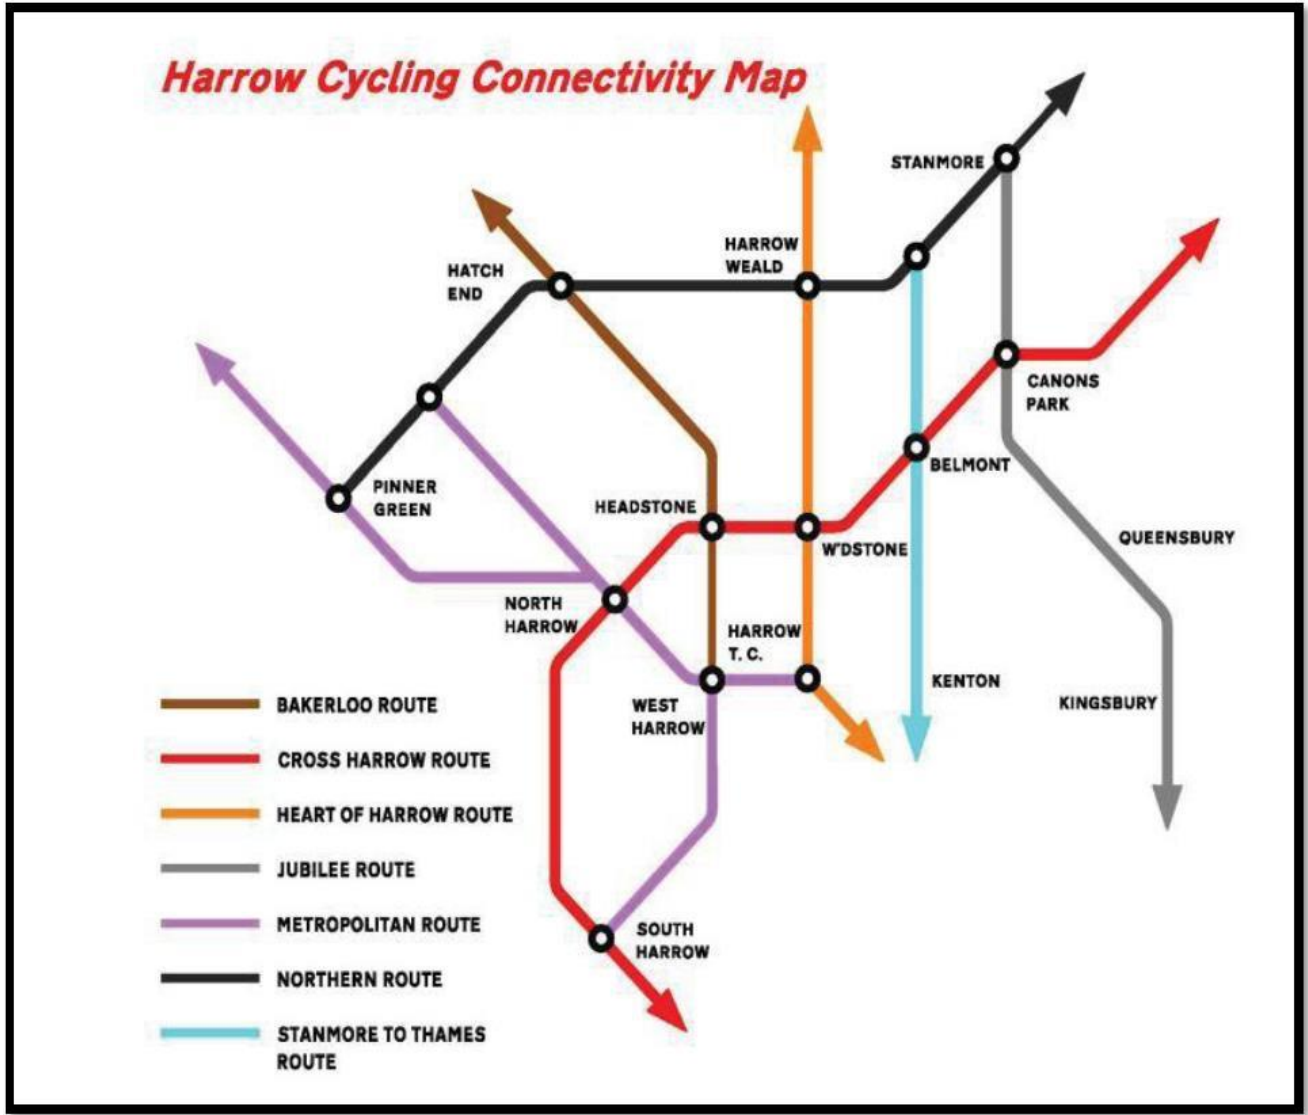 Harrow Cycling Connectivity Map
STANMORE
HARROW
WEALD
HATCH
END
CANONS
PARK
PINNER
GREEN
BELMONT
HEADSTONE
W'DSTONE
QUEENSBURY
NORTH
HARROW
HARROW
T. C.
KENTON
WEST
HARROW
KINGSBURY
SOUTH
HARROW
BAKERLOO ROUTE
CROSS HARROW ROUTE
HEART OF HARROW ROUTE
JUBILEE ROUTE
METROPOLITAN ROUTE
NORTHERN ROUTE
STANMORE TO THAMES
ROUTE